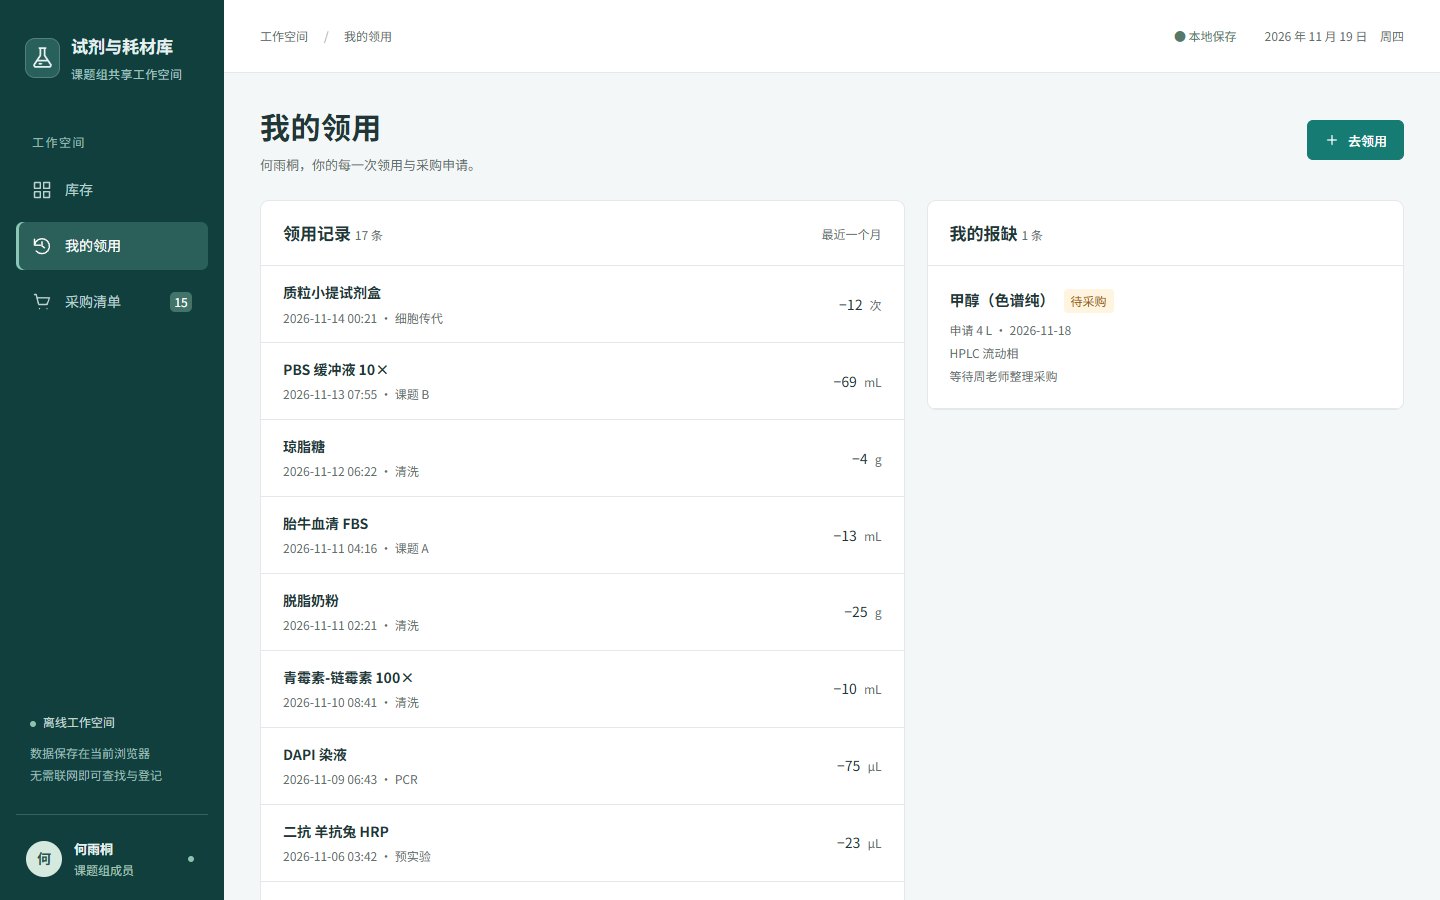 试剂与耗材库
课题组共享工作空间
工作空间
库存
我的领用
采购清单 15
离线工作空间
数据保存在当前浏览器
无需联网即可查找与登记
何
何雨桐
课题组成员
工作空间 / 我的领用
本地保存 2026 年 11 月 19 日 周四
我的领用
何雨桐，你的每一次领用与采购申请。
去领用
领用记录 17 条 最近一个月
质粒小提试剂盒
2026-11-14 00:21 · 细胞传代
−12 次
PBS 缓冲液 10×
2026-11-13 07:55 · 课题 B
−69 mL
琼脂糖
2026-11-12 06:22 · 清洗
−4 g
胎牛血清 FBS
2026-11-11 04:16 · 课题 A
−13 mL
脱脂奶粉
2026-11-11 02:21 · 清洗
−25 g
青霉素-链霉素 100×
2026-11-10 08:41 · 清洗
−10 mL
DAPI 染液
2026-11-09 06:43 · PCR
−75 μL
二抗 羊抗兔 HRP
2026-11-06 03:42 · 预实验
−23 μL
我的报缺 1 条
甲醇（色谱纯） 待采购
申请 4 L · 2026-11-18
HPLC 流动相
等待周老师整理采购